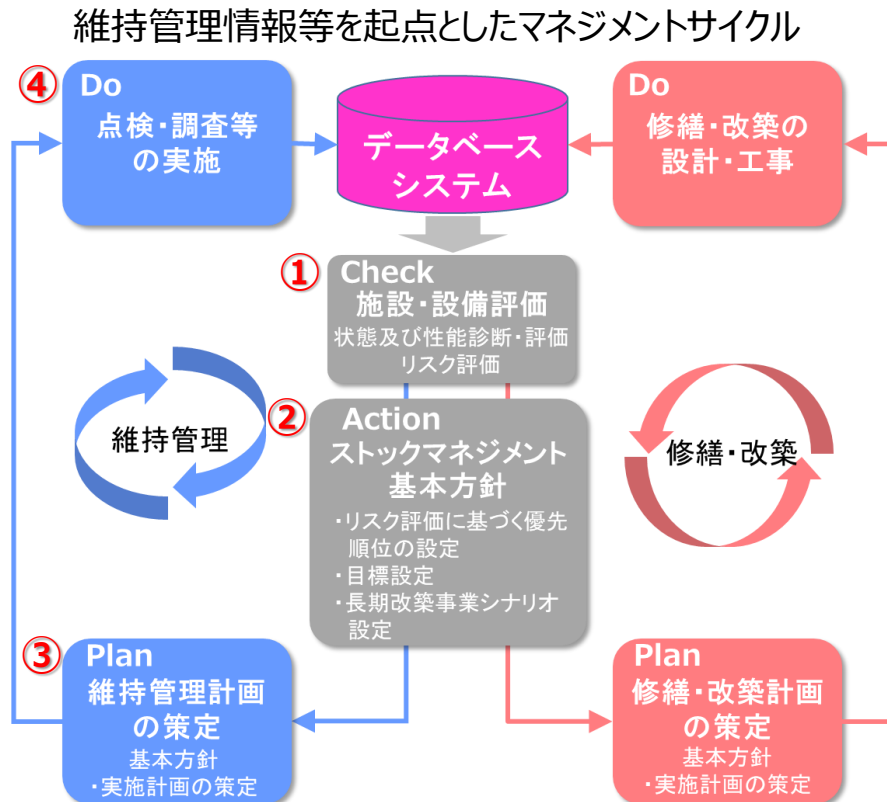 維持管理情報等を起点としたマネジメントサイクル
④
Do
点検・調査等
の実施
データベース
システム
Do
修繕・改築の
設計・工事
①
Check
施設・設備評価
状態及び性能診断・評価
リスク評価
維持管理
②
Action
ストックマネジメント
基本方針
・リスク評価に基づく優先
順位の設定
・目標設定
・長期改築事業シナリオ
設定
修繕・改築
③
Plan
維持管理計画
の策定
基本方針
・実施計画の策定
Plan
修繕・改築計画
の策定
基本方針
・実施計画の策定